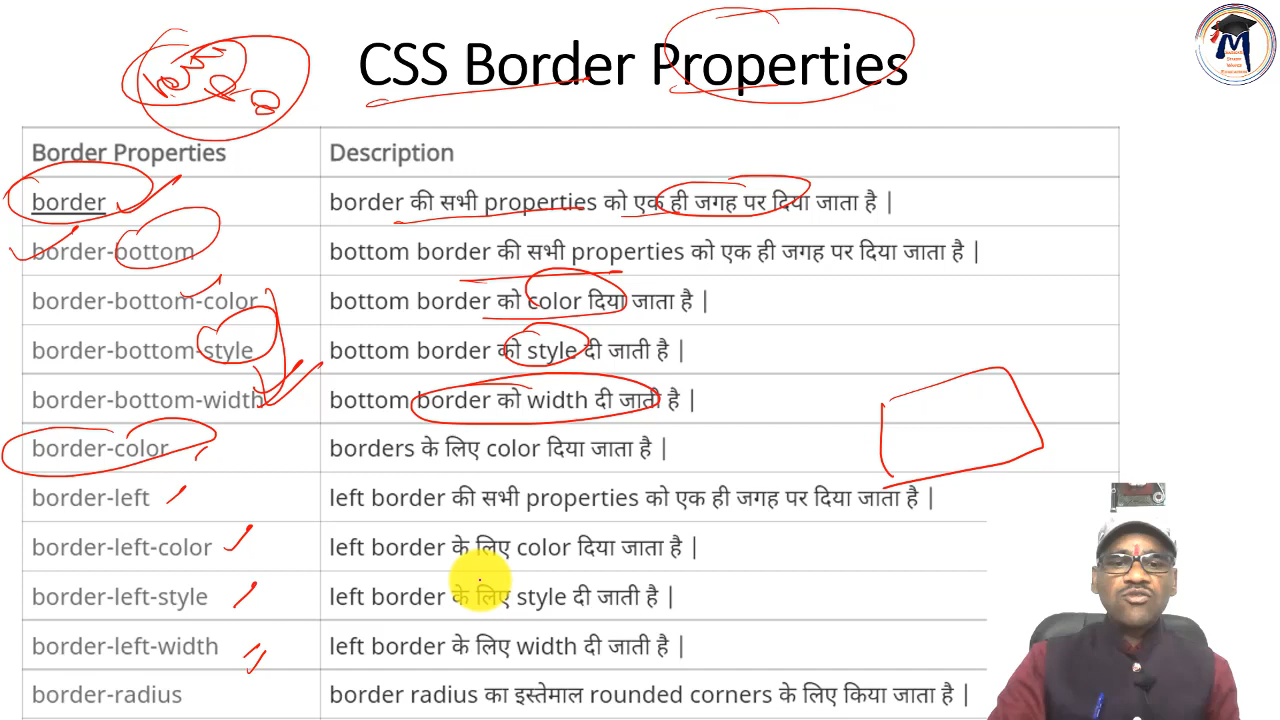 CSS Border Properties
Border Properties Description
border border की सभी properties को एक ही जगह पर दिया जाता है |
border-bottom bottom border की सभी properties को एक ही जगह पर दिया जाता है |
border-bottom-color bottom border को color दिया जाता है |
border-bottom-style bottom border को style दी जाती है |
border-bottom-width bottom border को width दी जाती है |
border-color borders के लिए color दिया जाता है |
border-left left border की सभी properties को एक ही जगह पर दिया जाता है |
border-left-color left border के लिए color दिया जाता है |
border-left-style left border के लिए style दी जाती है |
border-left-width left border के लिए width दी जाती है |
border-radius border radius का इस्तेमाल rounded corners के लिए किया जाता है |